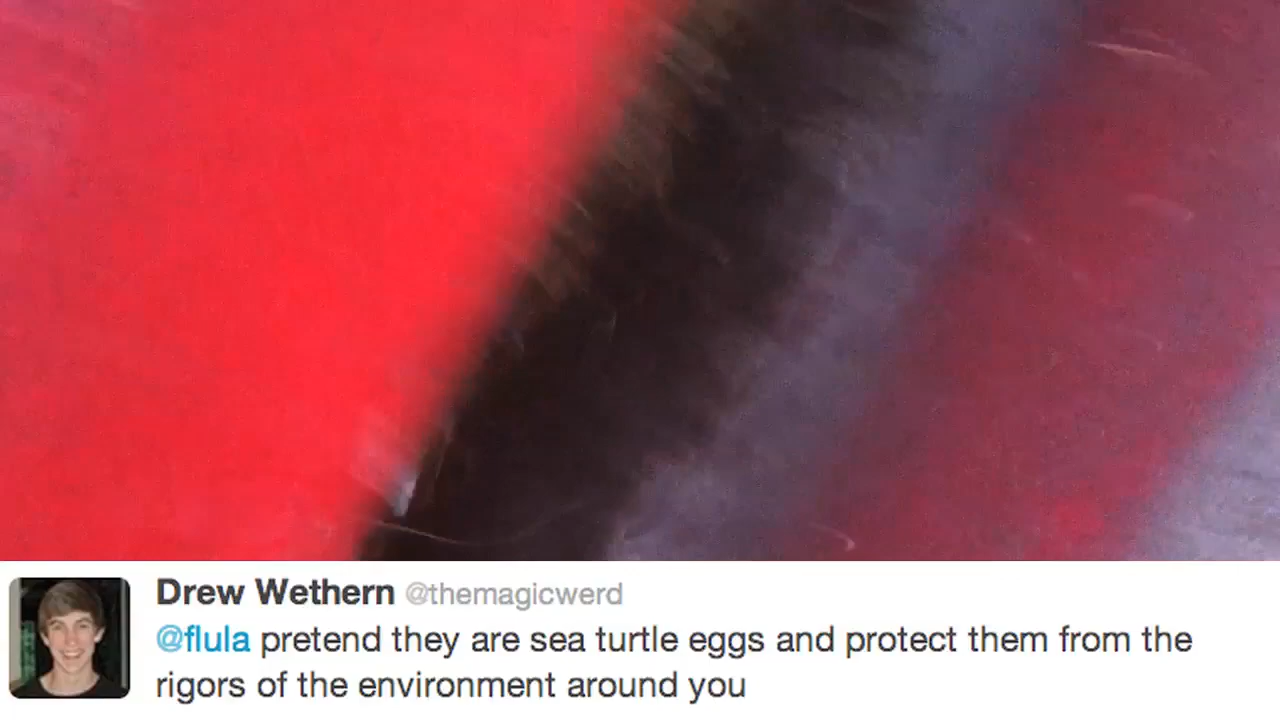 Drew Wethern @themagicwerd
@flula pretend they are sea turtle eggs and protect them from the
rigors of the environment around you